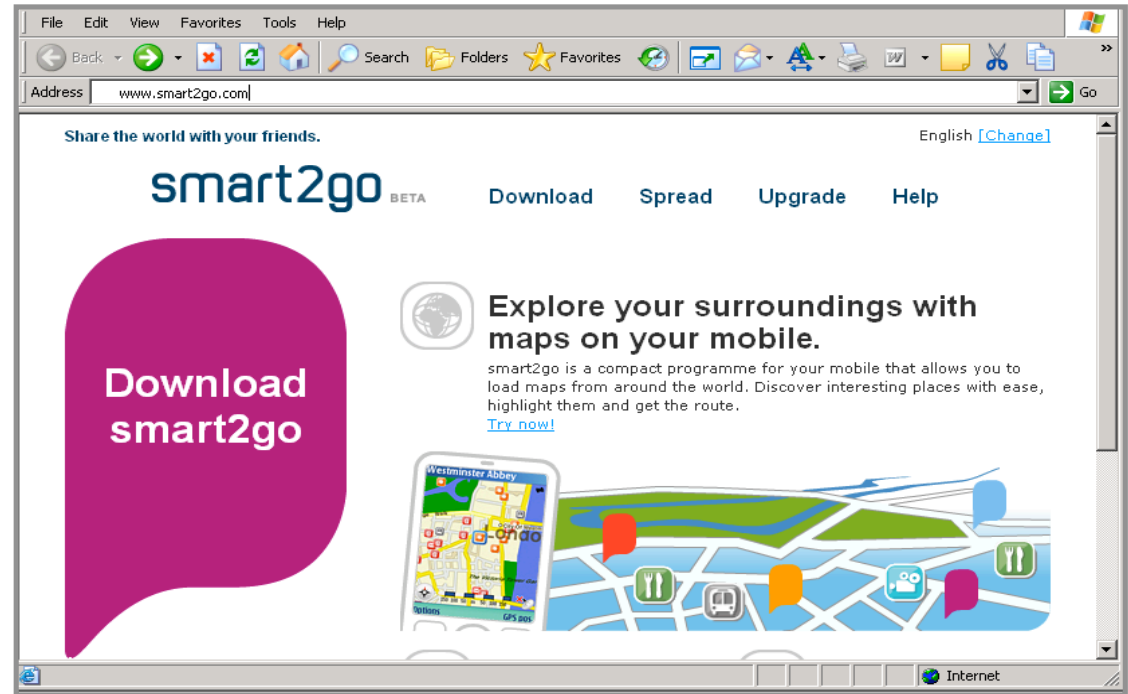 File Edit View Favorites Tools Help
Back Search Folders Favorites
Address www.smart2go.com Go
Share the world with your friends.
English [Change]
smart2go BETA
Download Spread Upgrade Help
Download
smart2go
Explore your surroundings with
maps on your mobile.
smart2go is a compact programme for your mobile that allows you to
load maps from around the world. Discover interesting places with ease,
highlight them and get the route.
Try now!
Westminster Abbey
Options GPS pos
Internet